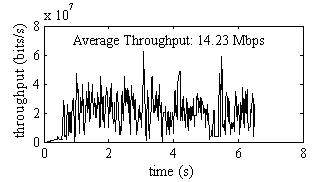 x 10^7
Average Throughput: 14.23 Mbps
throughput (bits/s)
8
6
4
2
0
0 2 4 6 8
time (s)